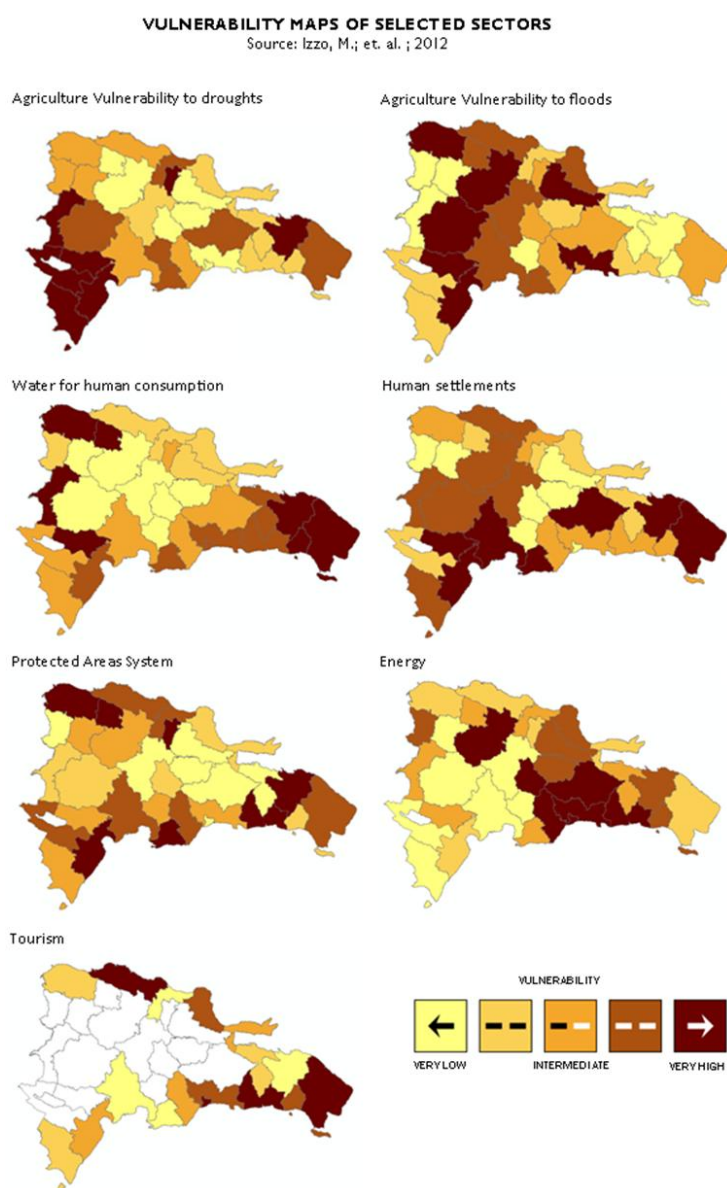 VULNERABILITY MAPS OF SELECTED SECTORS
Source: Izzo, M.; et. al. ; 2012
Agriculture Vulnerability to droughts
Agriculture Vulnerability to floods
Water for human consumption
Human settlements
Protected Areas System
Energy
Tourism
VULNERABILITY
VERY LOW INTERMEDIATE VERY HIGH